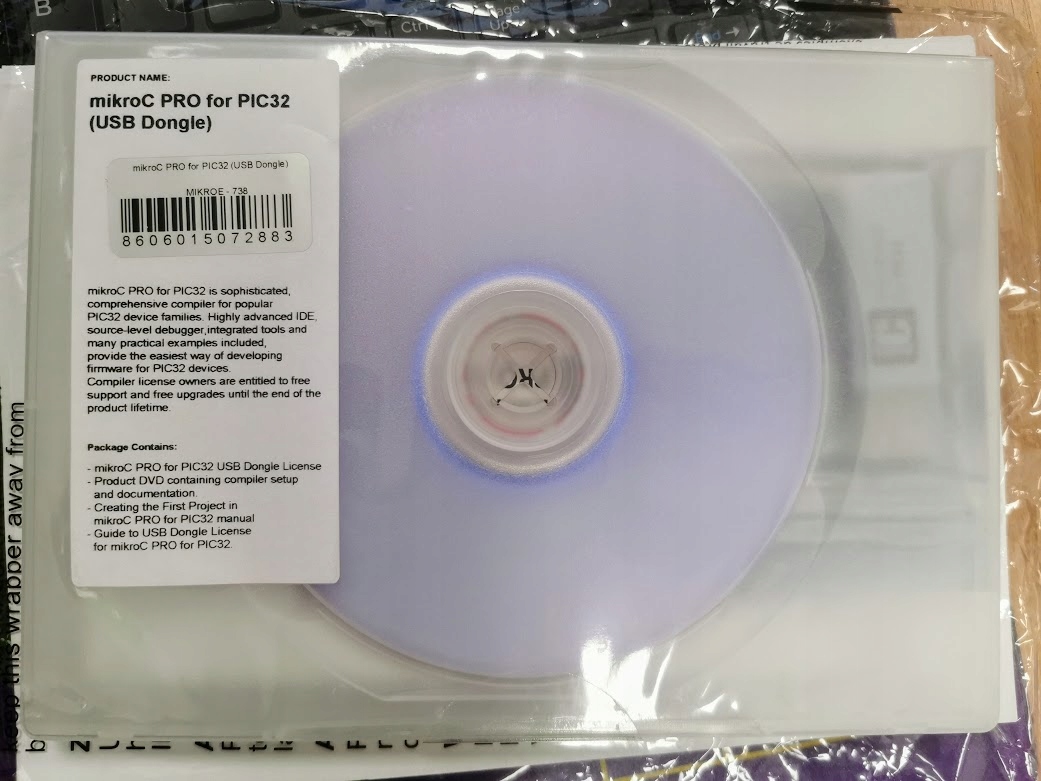 B
Ctrl
PRODUCT NAME:
mikroC PRO for PIC32
(USB Dongle)
mikroC PRO for PIC32 (USB Dongle)
MIKROE - 738
8606015072883
mikroC PRO for PIC32 is sophisticated,
comprehensive compiler for popular
PIC32 device families. Highly advanced IDE,
source-level debugger,integrated tools and
many practical examples included,
provide the easiest way of developing
firmware for PIC32 devices.
Compiler license owners are entitled to free
support and free upgrades until the end of the
product lifetime.
Package Contains:
- mikroC PRO for PIC32 USB Dongle License
- Product DVD containing compiler setup
and documentation.
- Creating the First Project in
mikroC PRO for PIC32 manual
- Guide to USB Dongle License
for mikroC PRO for PIC32.
keep this wrapper away from